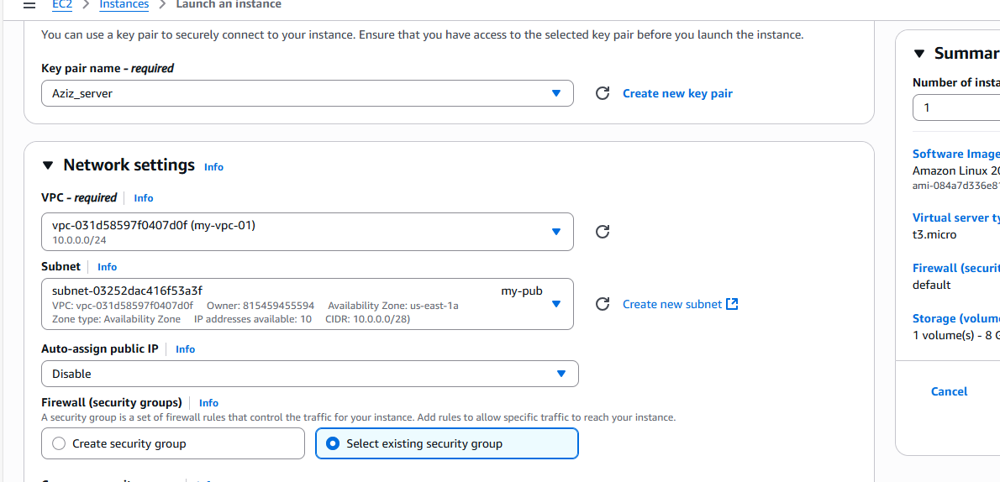 EC2 > Instances > Launch an instance
You can use a key pair to securely connect to your instance. Ensure that you have access to the selected key pair before you launch the instance.
Key pair name - required
Aziz_server
Create new key pair
Network settings Info
VPC - required Info
vpc-031d58597f0407d0f (my-vpc-01)
10.0.0.0/24
Subnet Info
subnet-03252dac416f53a3f my-pub
VPC: vpc-031d58597f0407d0f Owner: 815459455594 Availability Zone: us-east-1a
Zone type: Availability Zone IP addresses available: 10 CIDR: 10.0.0.0/28)
Create new subnet
Auto-assign public IP Info
Disable
Firewall (security groups) Info
A security group is a set of firewall rules that control the traffic for your instance. Add rules to allow specific traffic to reach your instance.
Create security group
Select existing security group
Summar
Number of insta
1
Software Image
Amazon Linux 20
ami-084a7d336e81
Virtual server ty
t3.micro
Firewall (securit
default
Storage (volum
1 volume(s) - 8 G
Cancel